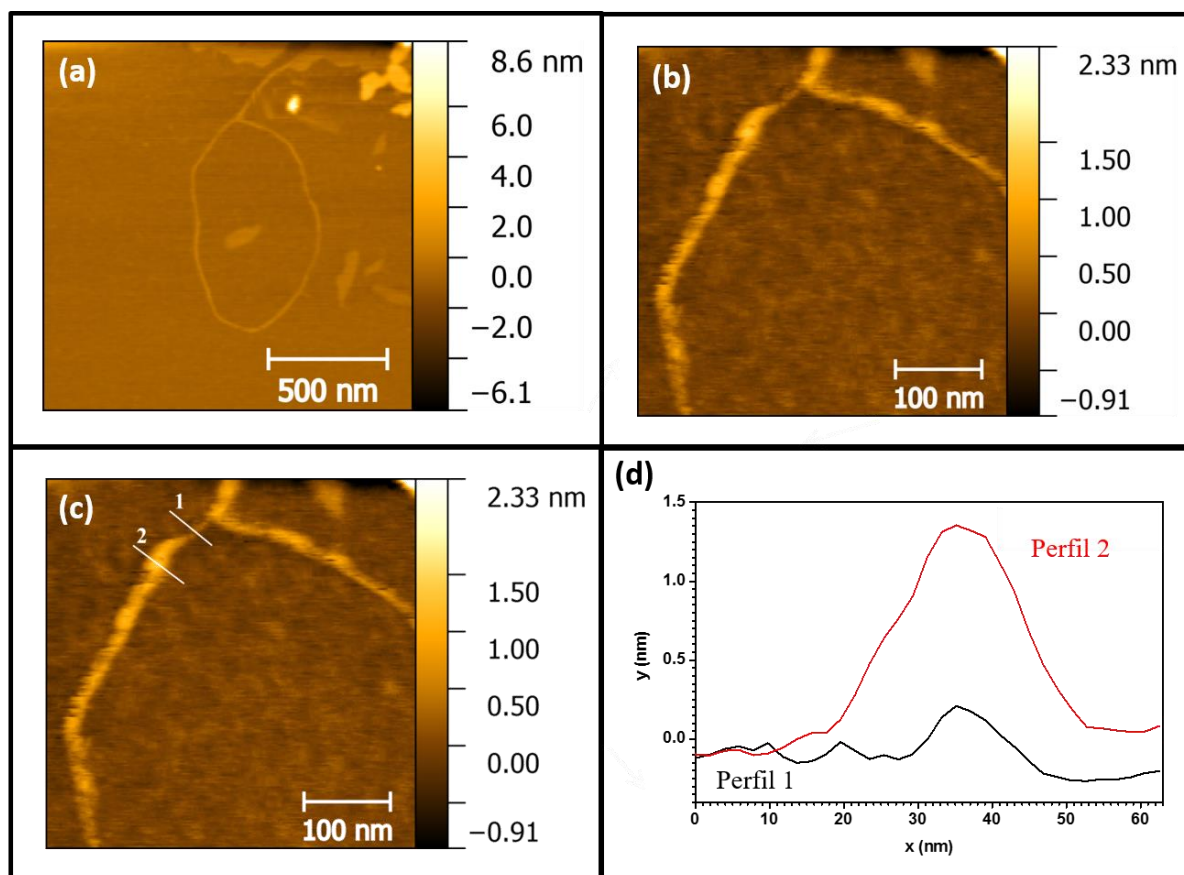 (a)
8.6 nm
6.0
4.0
2.0
0.0
−2.0
−6.1
500 nm
(b)
2.33 nm
1.50
1.00
0.50
0.00
−0.91
100 nm
(c)
1
2
2.33 nm
1.50
1.00
0.50
0.00
−0.91
100 nm
(d)
1.5
1.0
0.5
0.0
y (nm)
Perfil 2
Perfil 1
0 10 20 30 40 50 60
x (nm)